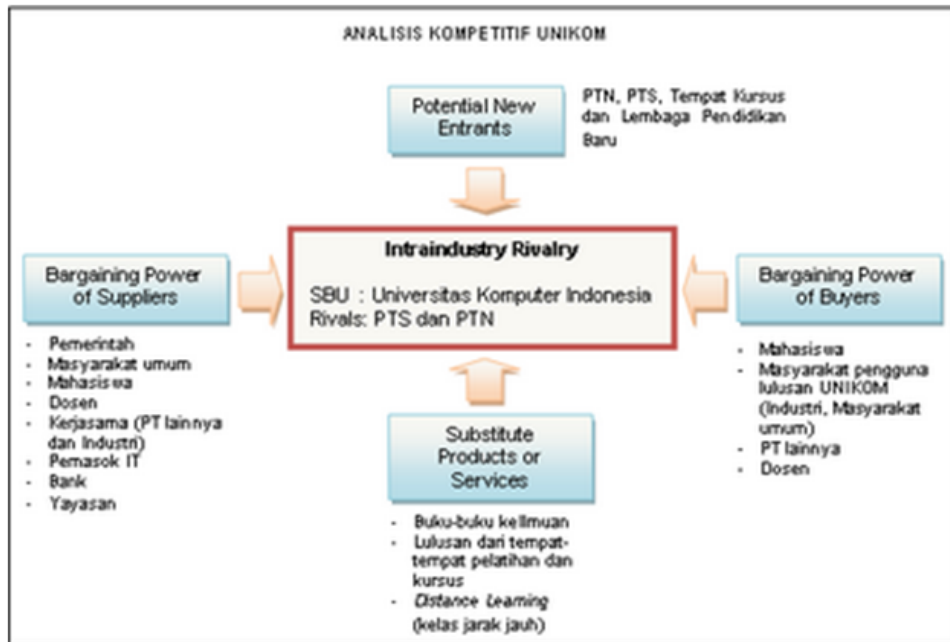 ANALISIS KOMPETITIF UNIKOM
Potential New
Entrants
PTN, PTS, Tempat Kursus
dan Lembaga Pendidikan
Baru
Intraindustry Rivalry
SBU : Universitas Komputer Indonesia
Rivals: PTS dan PTN
Bargaining Power
of Suppliers
- Pemerintah
- Masyarakat umum
- Mahasiswa
- Dosen
- Kerjasama (PT lainnya
dan Industri)
- Pemasok IT
- Bank
- Yayasan
Bargaining Power
of Buyers
- Mahasiswa
- Masyarakat pengguna
lulusan UNIKOM
(Industri, Masyarakat
umum)
- PT lainnya
- Dosen
Substitute
Products or
Services
- Buku-buku keilmuan
- Lulusan dari tempat-
tempat pelatihan dan
kursus
- Distance Learning
(kelas jarak jauh)